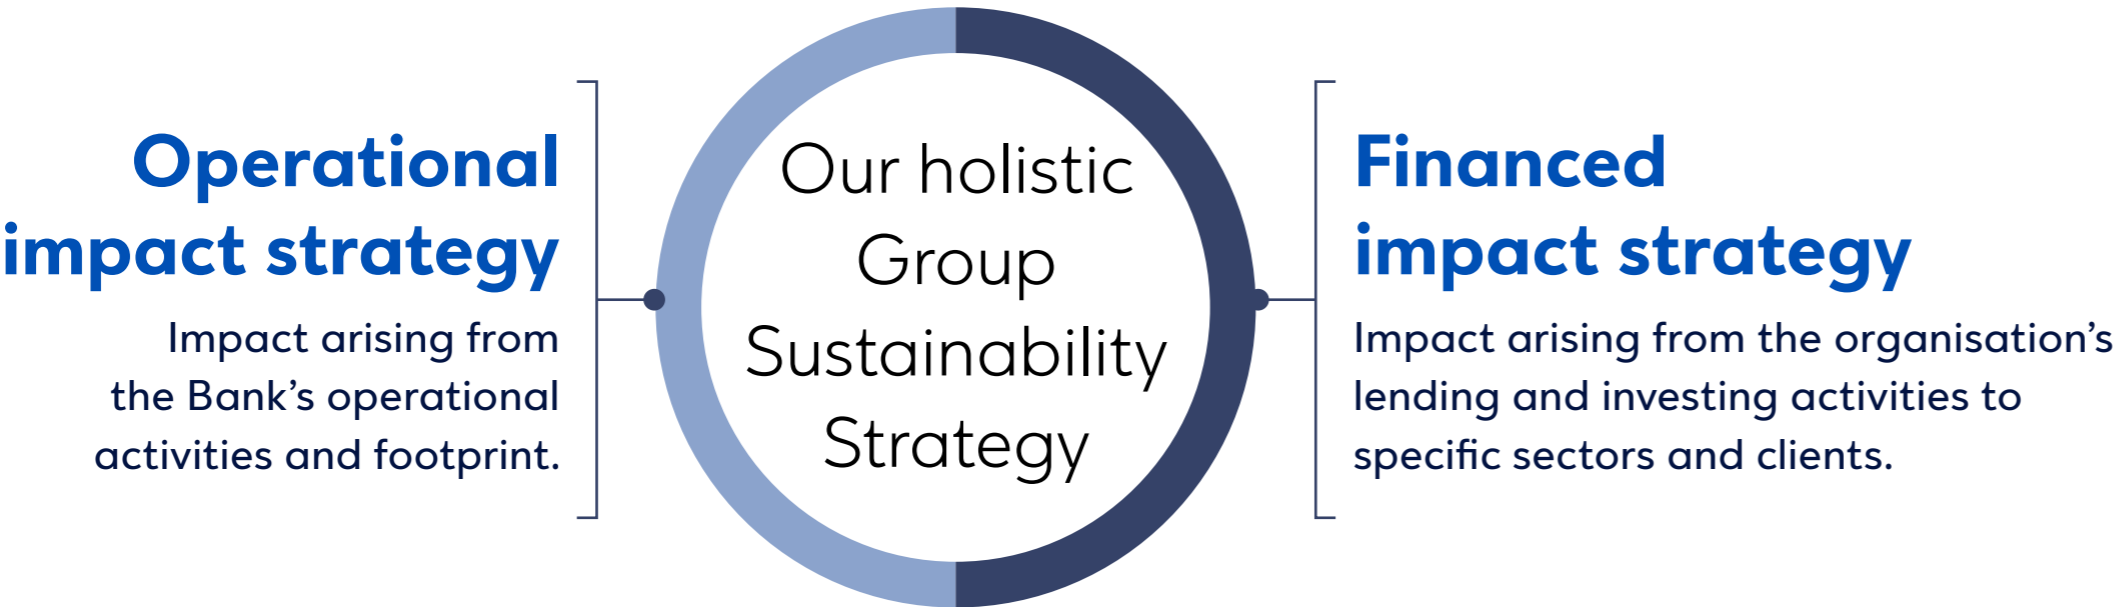 Operational
impact strategy
Impact arising from
the Bank’s operational
activities and footprint.
Our holistic
Group
Sustainability
Strategy
Financed
impact strategy
Impact arising from the organisation’s
lending and investing activities to
specific sectors and clients.